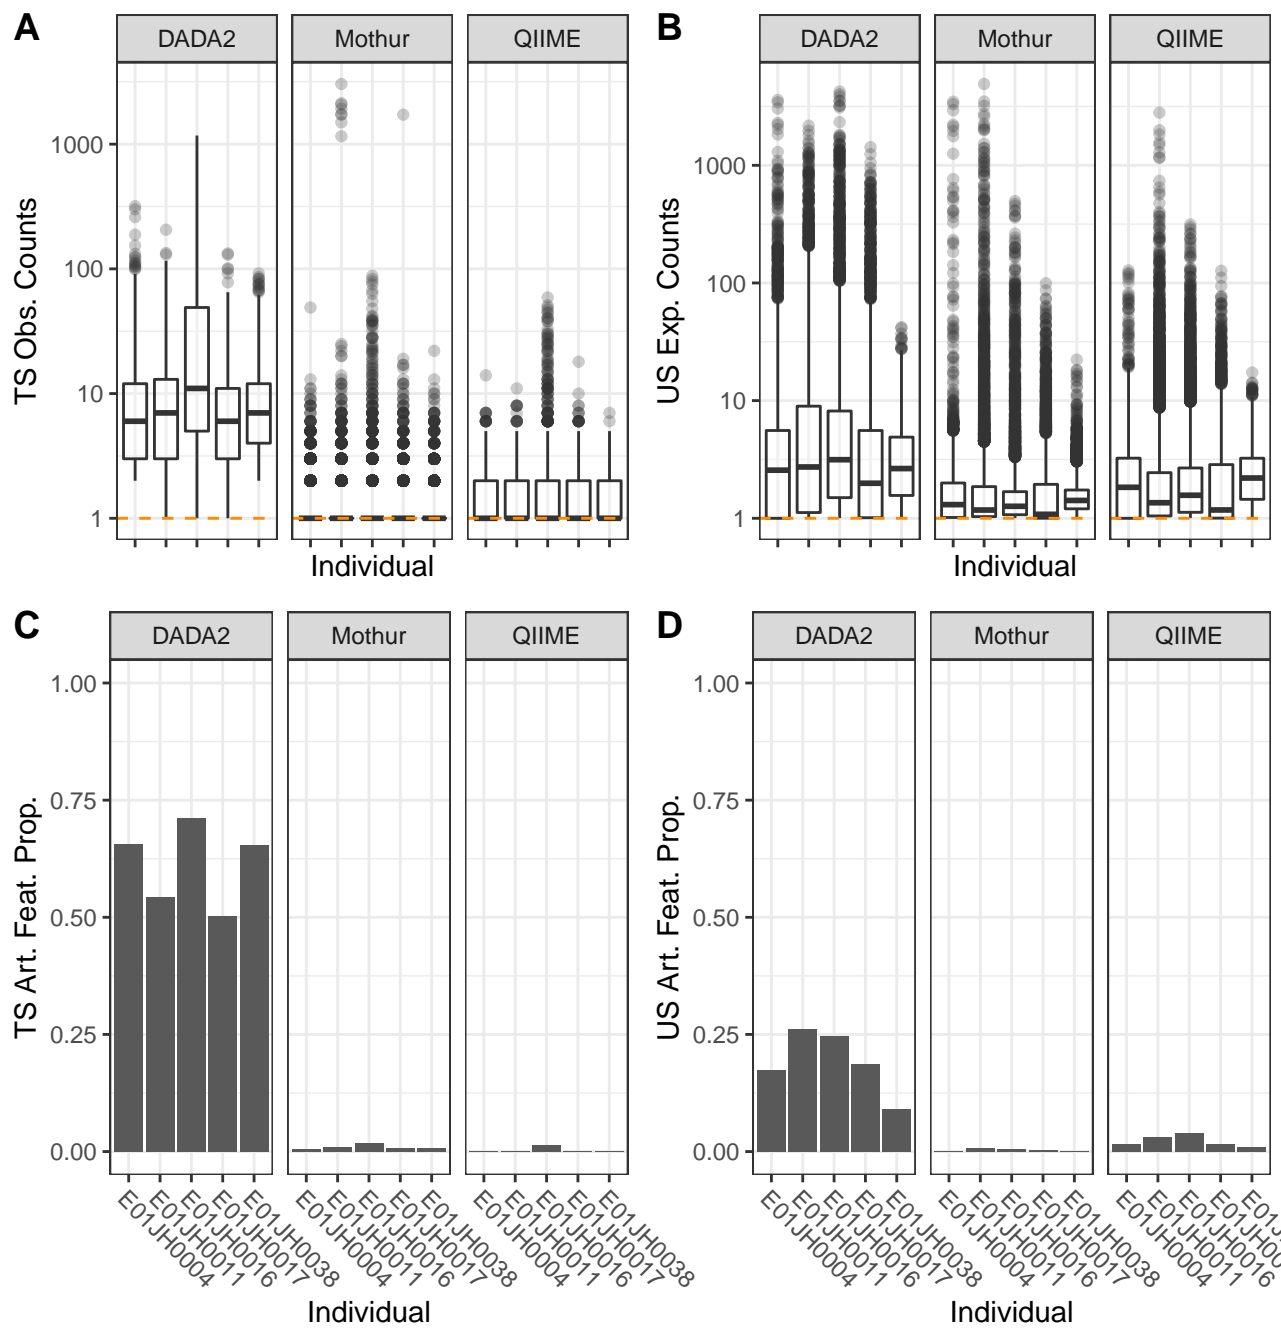 A
DADA2
Mothur
QIIME
TS Obs. Counts
1000
100
10
1
Individual
B
DADA2
Mothur
QIIME
US Exp. Counts
1000
100
10
1
Individual
C
DADA2
Mothur
QIIME
TS Art. Feat. Prop.
1.00
0.75
0.50
0.25
0.00
E01JH0004
E01JH0011
E01JH0016
E01JH0017
E01JH0038
E01JH0004
E01JH0011
E01JH0016
E01JH0017
E01JH0038
E01JH0004
E01JH0011
E01JH0016
E01JH0017
E01JH0038
Individual
D
DADA2
Mothur
QIIME
US Art. Feat. Prop.
1.00
0.75
0.50
0.25
0.00
E01JH0004
E01JH0011
E01JH0016
E01JH0017
E01JH0038
E01JH0004
E01JH0011
E01JH0016
E01JH0017
E01JH0038
E01JH0004
E01JH0011
Individual